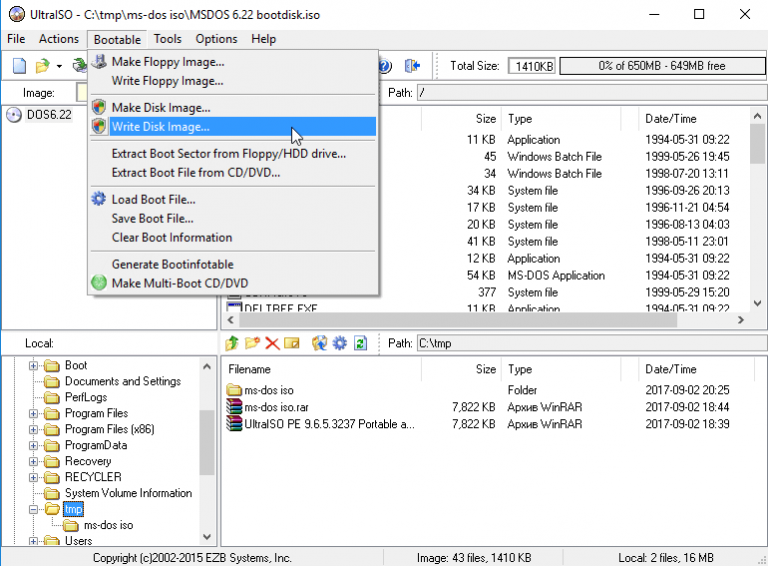 UltraISO - C:\tmp\ms-dos iso\MSDOS 6.22 bootdisk.iso
File Actions Bootable Tools Options Help
Total Size: 1410KB 0% of 650MB - 649MB free
Image: Path: /
DOS6.22
Make Floppy Image...
Write Floppy Image...
Make Disk Image...
Write Disk Image...
Extract Boot Sector from Floppy/HDD drive...
Extract Boot File from CD/DVD...
Load Boot File...
Save Boot File...
Clear Boot Information
Generate Bootinfotable
Make Multi-Boot CD/DVD
Size Type Date/Time
11 KB Application 1994-05-31 09:22
45 Windows Batch File 1999-05-26 19:45
34 Windows Batch File 1998-07-20 13:11
34 KB System file 1996-09-26 20:13
17 KB System file 1996-11-21 04:54
20 KB System file 1996-08-13 04:03
41 KB System file 1998-05-11 23:01
12 KB Application 1994-05-31 09:22
54 KB MS-DOS Application 1994-05-31 09:22
377 System file 1999-05-29 15:20
DELTREE.EXE 11 KB Application 1994-05-31 09:22
Local: Path: C:\tmp
Boot
Documents and Settings
PerfLogs
Program Files
Program Files (x86)
ProgramData
Recovery
RECYCLER
System Volume Information
tmp
ms-dos iso
Users
Filename Size Type Date/Time
ms-dos iso Folder 2017-09-02 20:25
ms-dos iso.rar 7,822 KB Архив WinRAR 2017-09-02 18:44
UltraISO PE 9.6.5.3237 Portable a... 7,822 KB Архив WinRAR 2017-09-02 18:39
Copyright (c)2002-2015 EZB Systems, Inc. Image: 43 files, 1410 KB Local: 2 files, 16 MB